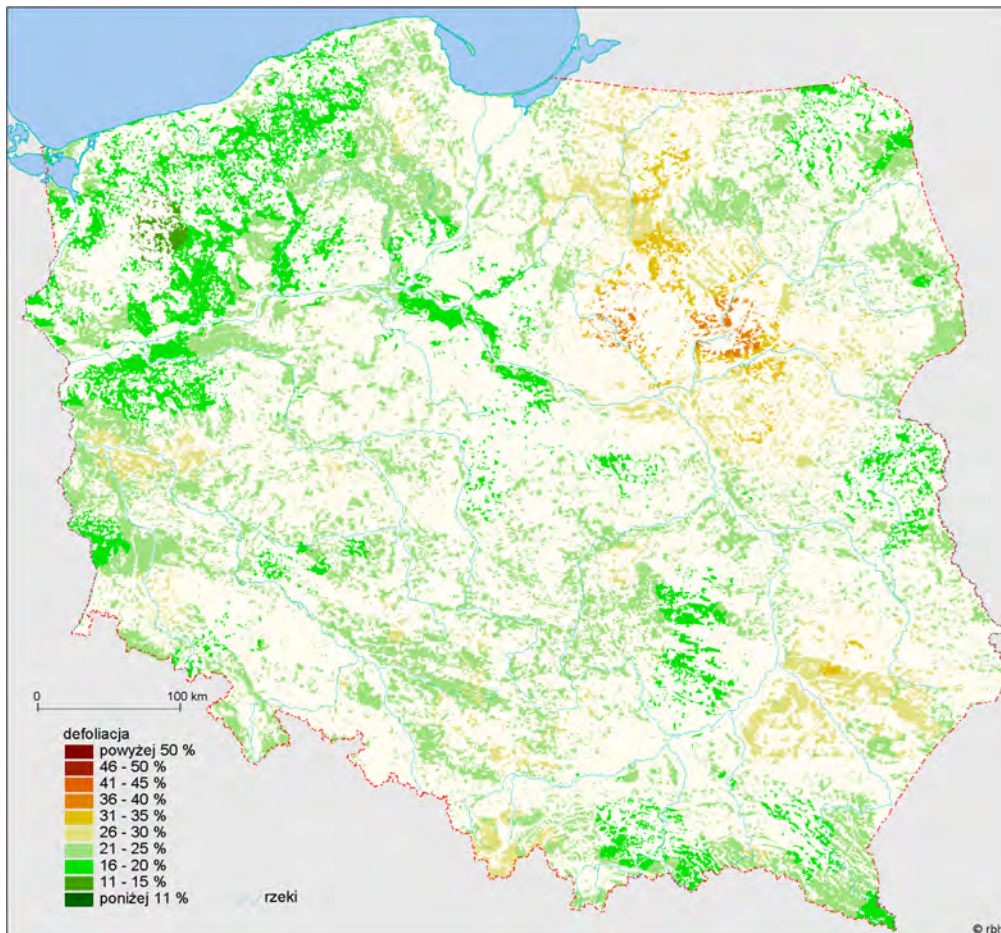 0
100 km
defoliacja
powyżej 50 %
46 - 50 %
41 - 45 %
36 - 40 %
31 - 35 %
26 - 30 %
21 - 25 %
16 - 20 %
11 - 15 %
poniżej 11 %
rzeki